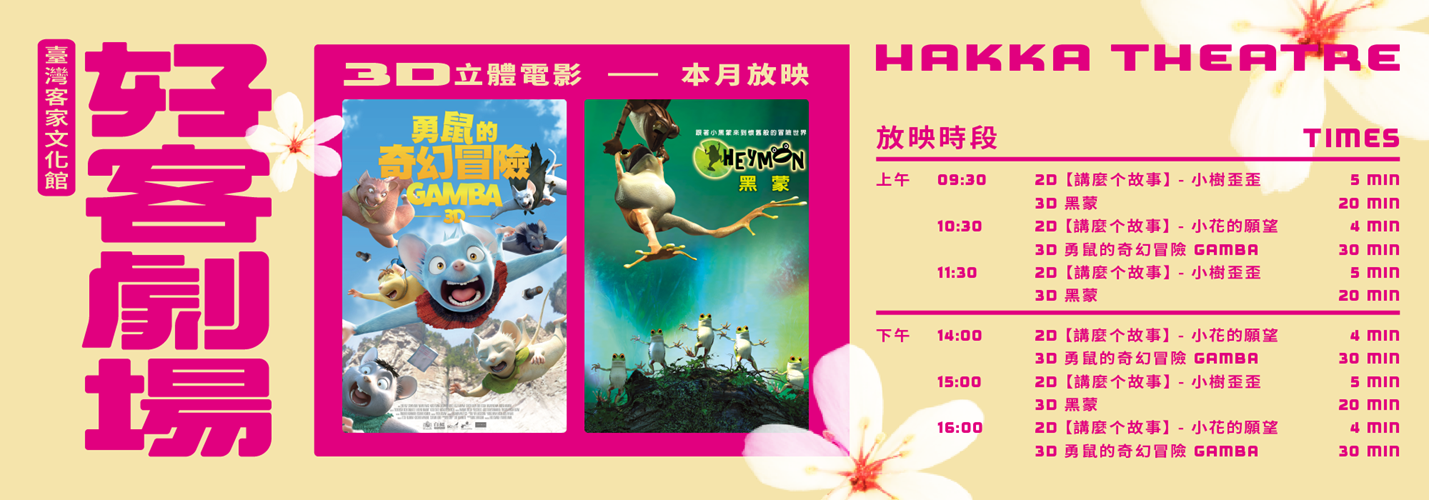 臺灣客家文化館
好客劇場
3D立體電影 — 本月放映
勇鼠的
奇幻冒險
GAMBA
3D
跟著小黑蒙來到懷舊般的冒險世界
HEYMON
黑蒙
HAKKA THEATRE
放映時段 TIMES
上午 09:30 2D【講麼个故事】- 小樹歪歪 5 MIN
3D 黑蒙 20 MIN
10:30 2D【講麼个故事】- 小花的願望 4 MIN
3D 勇鼠的奇幻冒險 GAMBA 30 MIN
11:30 2D【講麼个故事】- 小樹歪歪 5 MIN
3D 黑蒙 20 MIN
下午 14:00 2D【講麼个故事】- 小花的願望 4 MIN
3D 勇鼠的奇幻冒險 GAMBA 30 MIN
15:00 2D【講麼个故事】- 小樹歪歪 5 MIN
3D 黑蒙 20 MIN
16:00 2D【講麼个故事】- 小花的願望 4 MIN
3D 勇鼠的奇幻冒險 GAMBA 30 MIN